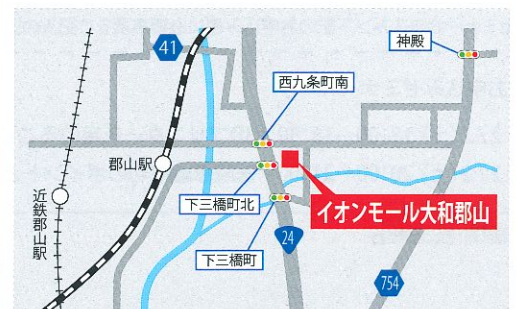 41
神殿
西九条町南
郡山駅
近鉄郡山駅
下三橋町北
イオンモール大和郡山
24
下三橋町
754